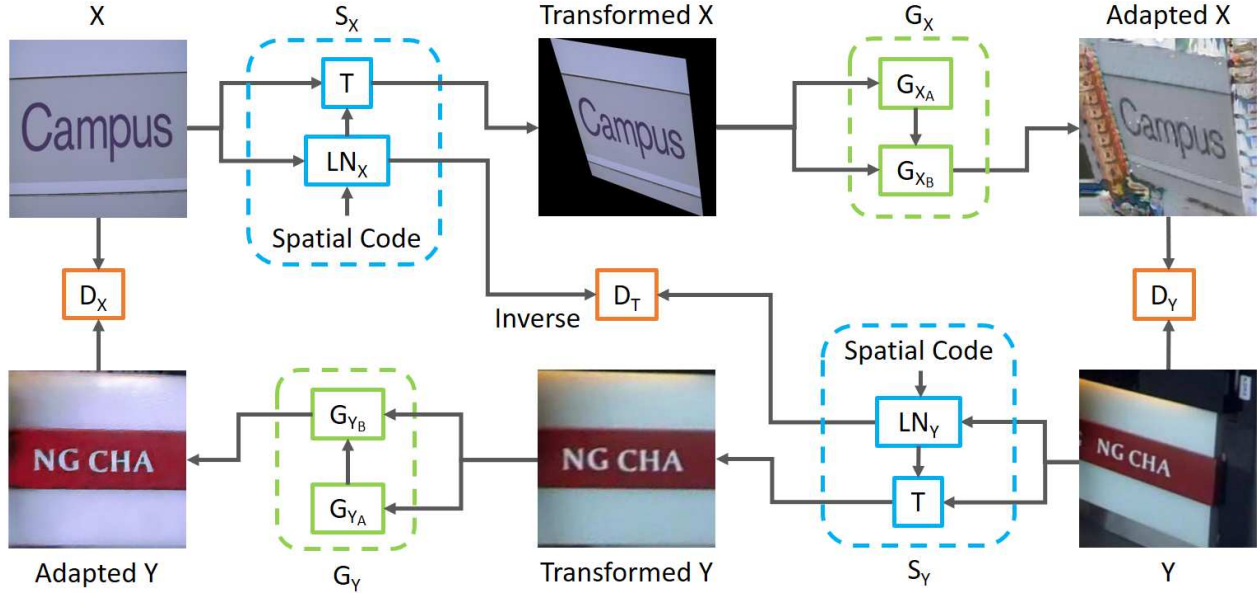 X
S_X
Transformed X
G_X
Adapted X
Campus
T
LN_X
Spatial Code
Campus
G_XA
G_XB
Campus
D_X
Inverse
D_T
D_Y
NG CHA
G_YB
G_YA
NG CHA
Spatial Code
LN_Y
T
NG CHA
Adapted Y
G_Y
Transformed Y
S_Y
Y